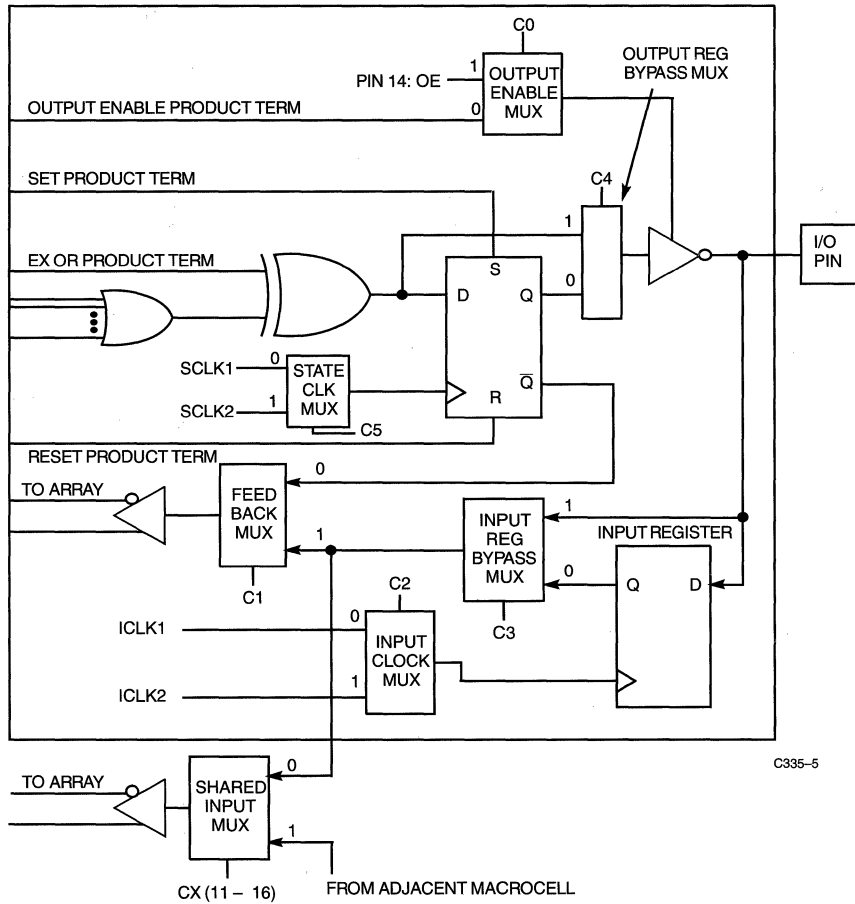 C0
OUTPUT REG
BYPASS MUX
1
PIN 14: OE
OUTPUT
ENABLE
MUX
OUTPUT ENABLE PRODUCT TERM
0
SET PRODUCT TERM
C4
1
I/O
PIN
EX OR PRODUCT TERM
S
D
Q
0
SCLK1
0
STATE
CLK
MUX
Q
SCLK2
1
R
C5
RESET PRODUCT TERM
0
TO ARRAY
FEED
BACK
MUX
1
INPUT
REG
BYPASS
MUX
1
INPUT REGISTER
0
Q
D
C1
C2
C3
ICLK1
0
INPUT
CLOCK
MUX
ICLK2
1
C335–5
TO ARRAY
0
SHARED
INPUT
MUX
1
CX (11 – 16)
FROM ADJACENT MACROCELL